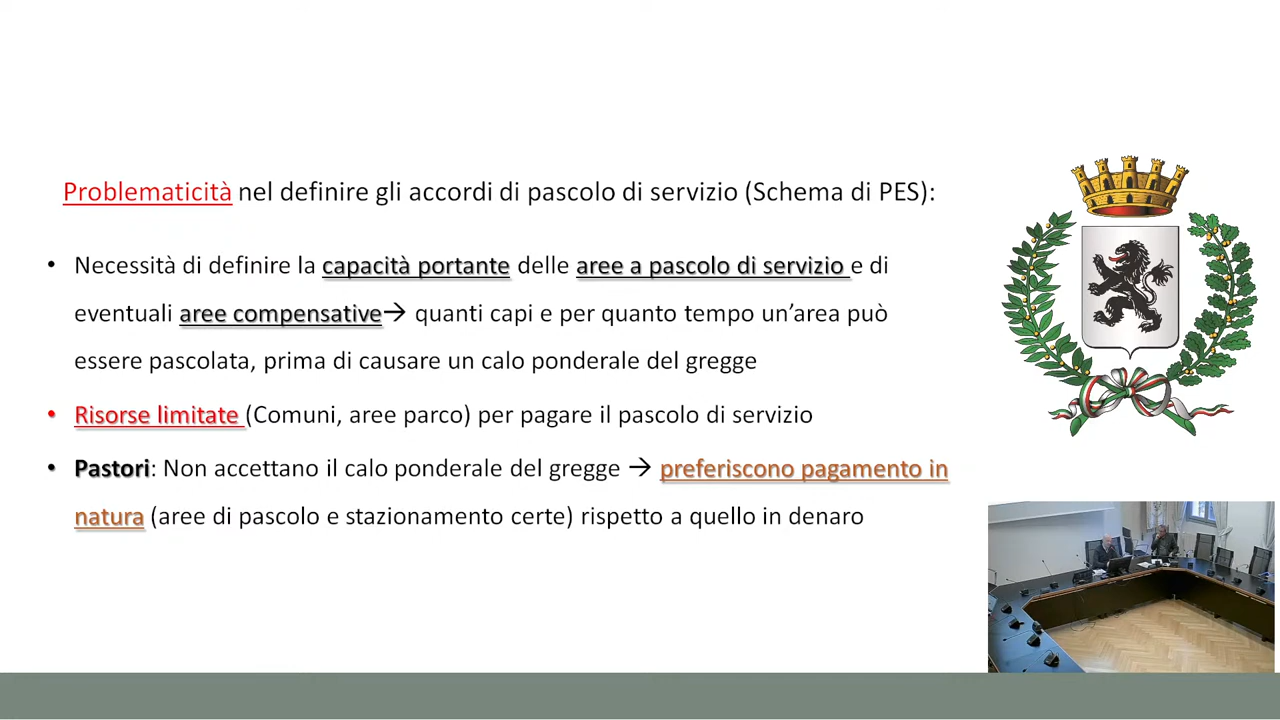 Problematicità nel definire gli accordi di pascolo di servizio (Schema di PES):
• Necessità di definire la capacità portante delle aree a pascolo di servizio e di
eventuali aree compensative→ quanti capi e per quanto tempo un’area può
essere pascolata, prima di causare un calo ponderale del gregge
• Risorse limitate (Comuni, aree parco) per pagare il pascolo di servizio
• Pastori: Non accettano il calo ponderale del gregge → preferiscono pagamento in
natura (aree di pascolo e stazionamento certe) rispetto a quello in denaro